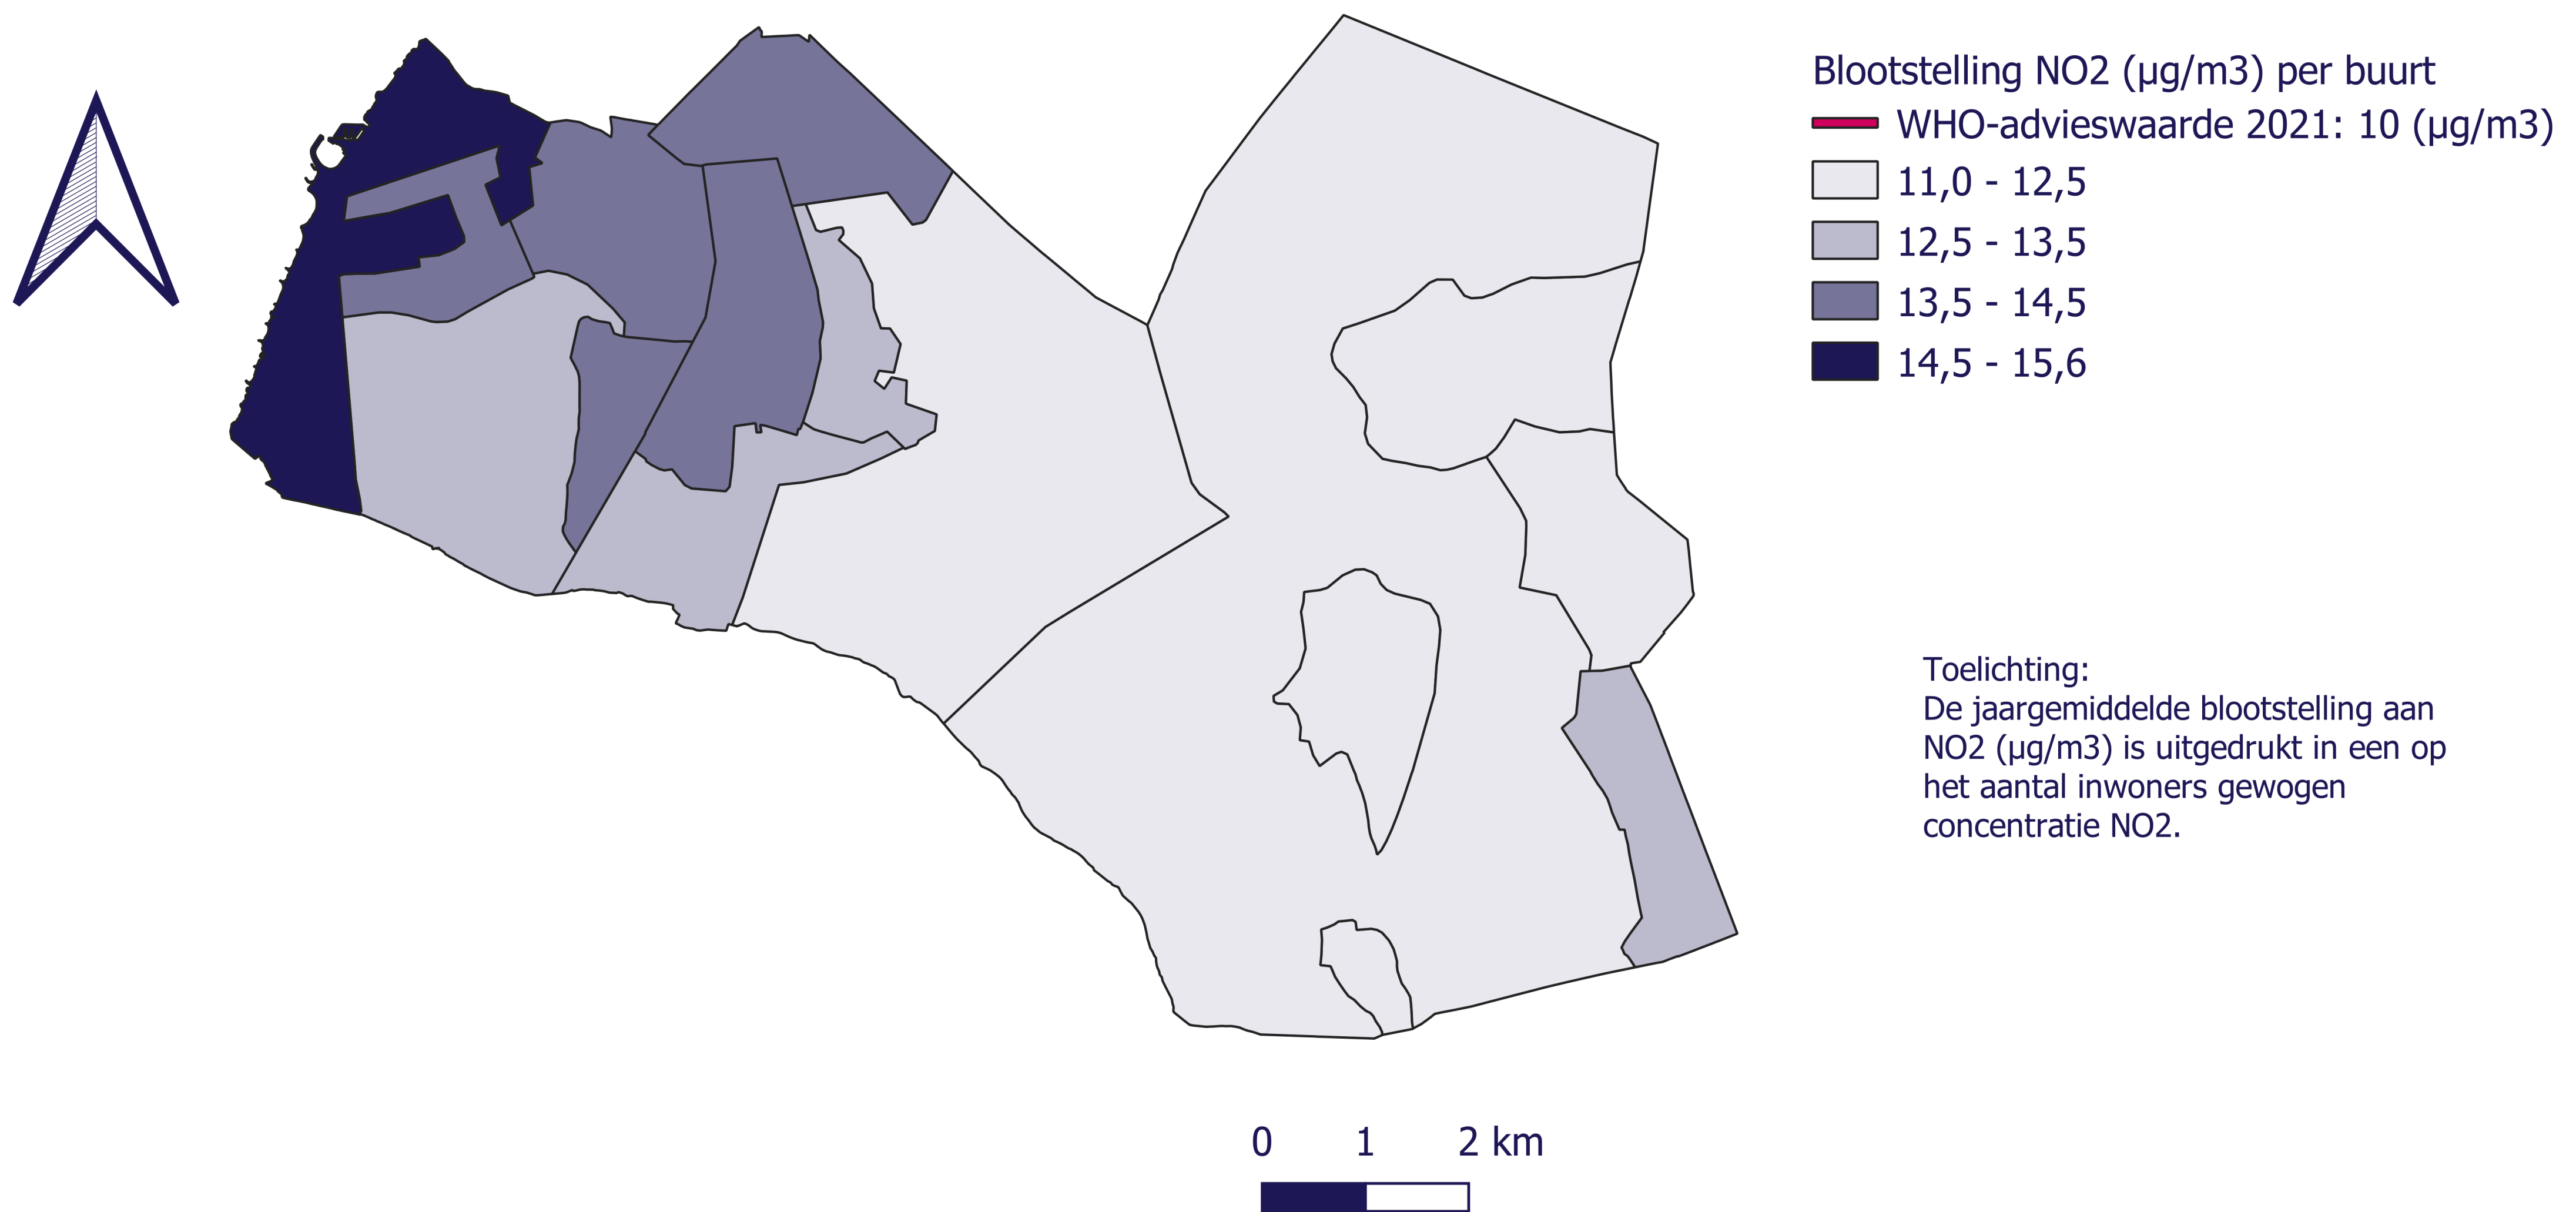 Blootstelling NO2 (µg/m3) per buurt
WHO-advieswaarde 2021: 10 (µg/m3)
11,0 - 12,5
12,5 - 13,5
13,5 - 14,5
14,5 - 15,6
Toelichting:
De jaargemiddelde blootstelling aan
NO2 (µg/m3) is uitgedrukt in een op
het aantal inwoners gewogen
concentratie NO2.
0 1 2 km